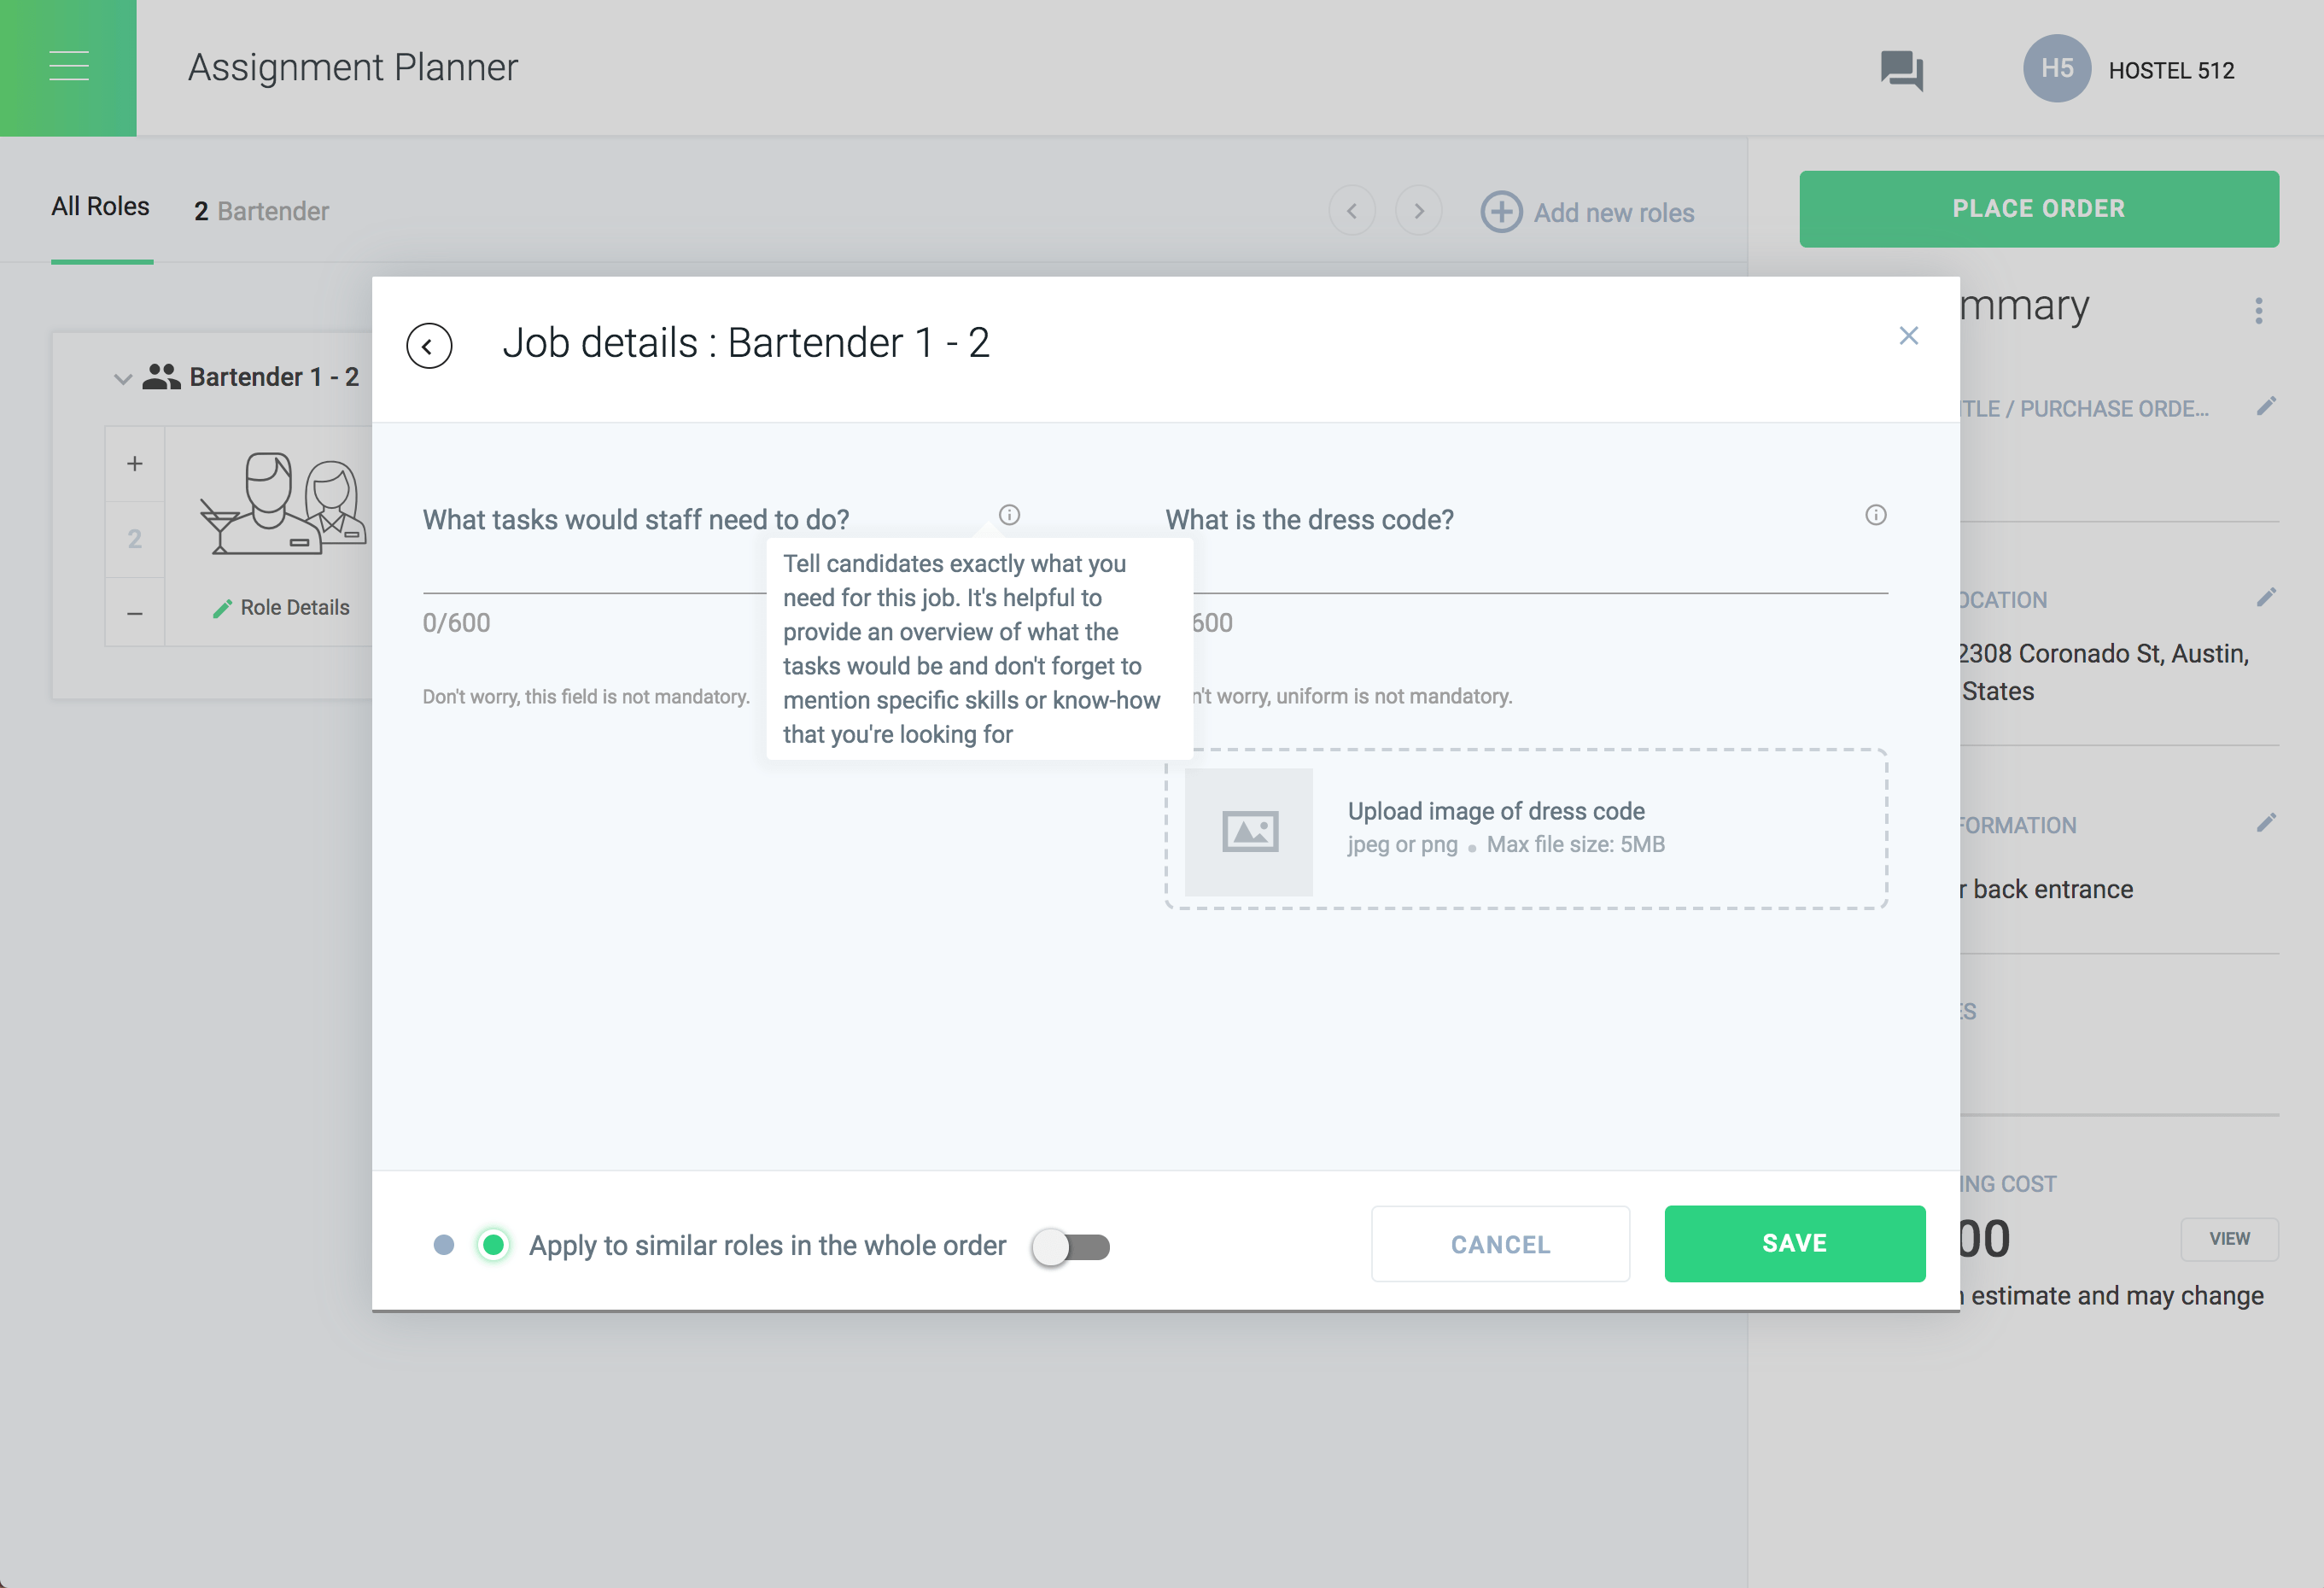 Assignment Planner
H5 HOSTEL 512
All Roles
2 Bartender
Add new roles
PLACE ORDER
Job details : Bartender 1 - 2
Bartender 1 - 2
+
2
−
Role Details
What tasks would staff need to do?
0/600
Don't worry, this field is not mandatory.
Tell candidates exactly what you
need for this job. It's helpful to
provide an overview of what the
tasks would be and don't forget to
mention specific skills or know-how
that you're looking for
What is the dress code?
600
worry, uniform is not mandatory.
Upload image of dress code
jpeg or png • Max file size: 5MB
Apply to similar roles in the whole order
CANCEL
SAVE
/ PURCHASE ORDE...
2308 Coronado St, Austin,
States
back entrance
COST
00
VIEW
estimate and may change